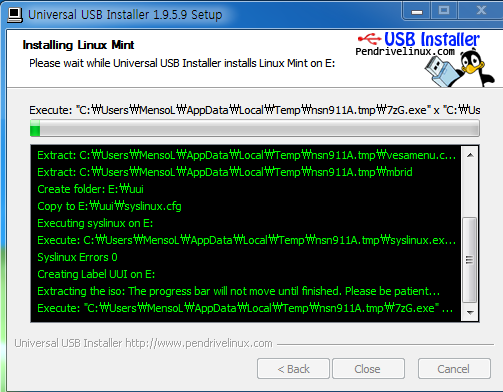 Universal USB Installer 1.9.5.9 Setup
Installing Linux Mint
Please wait while Universal USB Installer installs Linux Mint on E:
USB Installer
Pendrivelinux.com
Execute: "C:₩Users₩MensoL₩AppData₩Local₩Temp₩nsn911A.tmp₩7zG.exe" x "C:₩Us
Extract: C:₩Users₩MensoL₩AppData₩Local₩Temp₩nsn911A.tmp₩vesamenu.c...
Extract: C:₩Users₩MensoL₩AppData₩Local₩Temp₩nsn911A.tmp₩mbrid
Create folder: E:₩uui
Copy to E:₩uui₩syslinux.cfg
Executing syslinux on E:
Execute: C:₩Users₩MensoL₩AppData₩Local₩Temp₩nsn911A.tmp₩syslinux.ex...
Syslinux Errors 0
Creating Label UUI on E:
Extracting the iso: The progress bar will not move until finished. Please be patient...
Execute: "C:₩Users₩MensoL₩AppData₩Local₩Temp₩nsn911A.tmp₩7zG.exe" ...
Universal USB Installer http://www.pendrivelinux.com
< Back
Close
Cancel